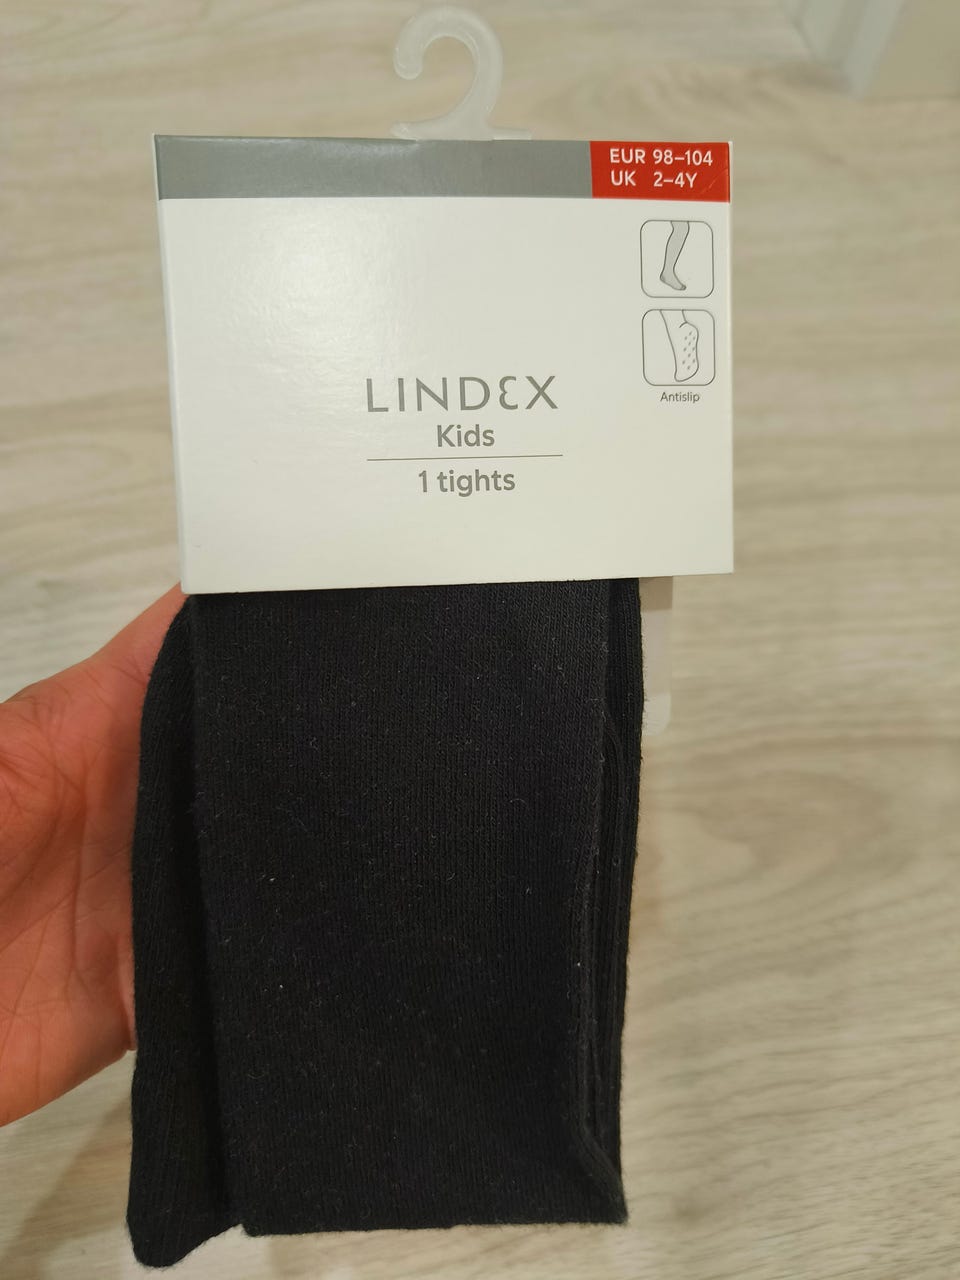 EUR 98–104
UK 2–4Y
Antislip
LINDEX
Kids
1 tights